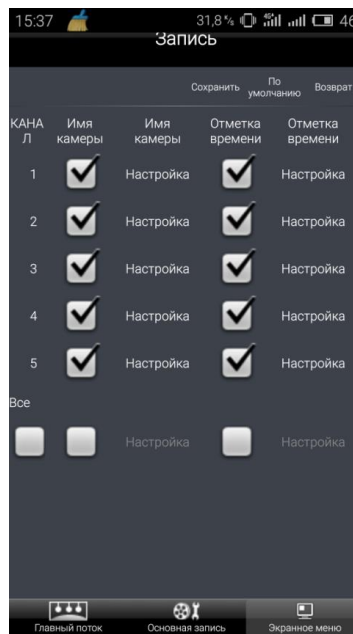 15:37 31,8 ⁰/s 46
Запись
Сохранить По умолчанию Возврат
КАНАЛ Имя камеры Имя камеры Отметка времени Отметка времени
1 Настройка Настройка
2 Настройка Настройка
3 Настройка Настройка
4 Настройка Настройка
5 Настройка Настройка
Все
Настройка Настройка
Главный поток Основная запись Экранное меню